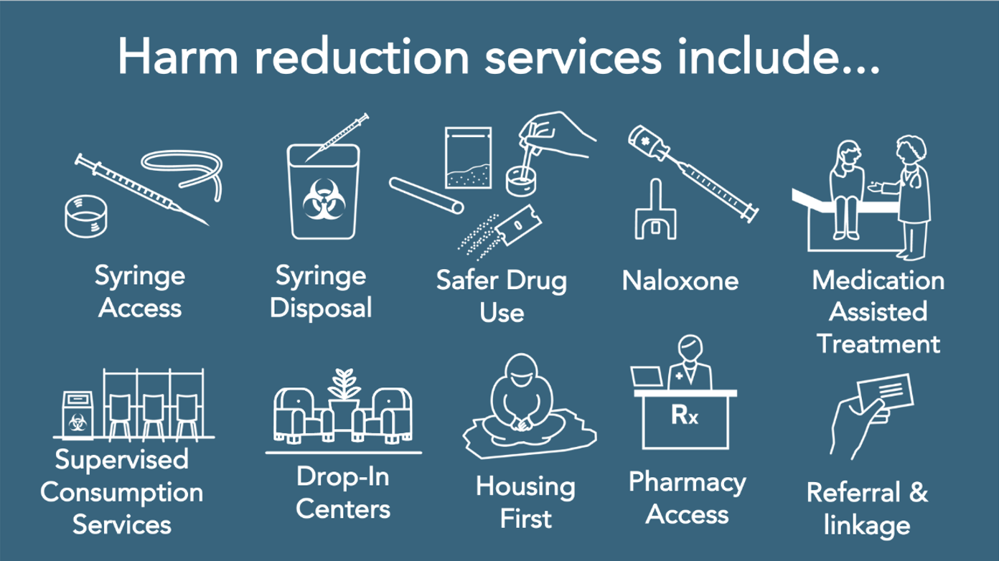 Harm reduction services include...
Syringe
Access
Syringe
Disposal
Safer Drug
Use
Naloxone
Medication
Assisted
Treatment
Supervised
Consumption
Services
Drop-In
Centers
Housing
First
Rx
Pharmacy
Access
Referral &
linkage